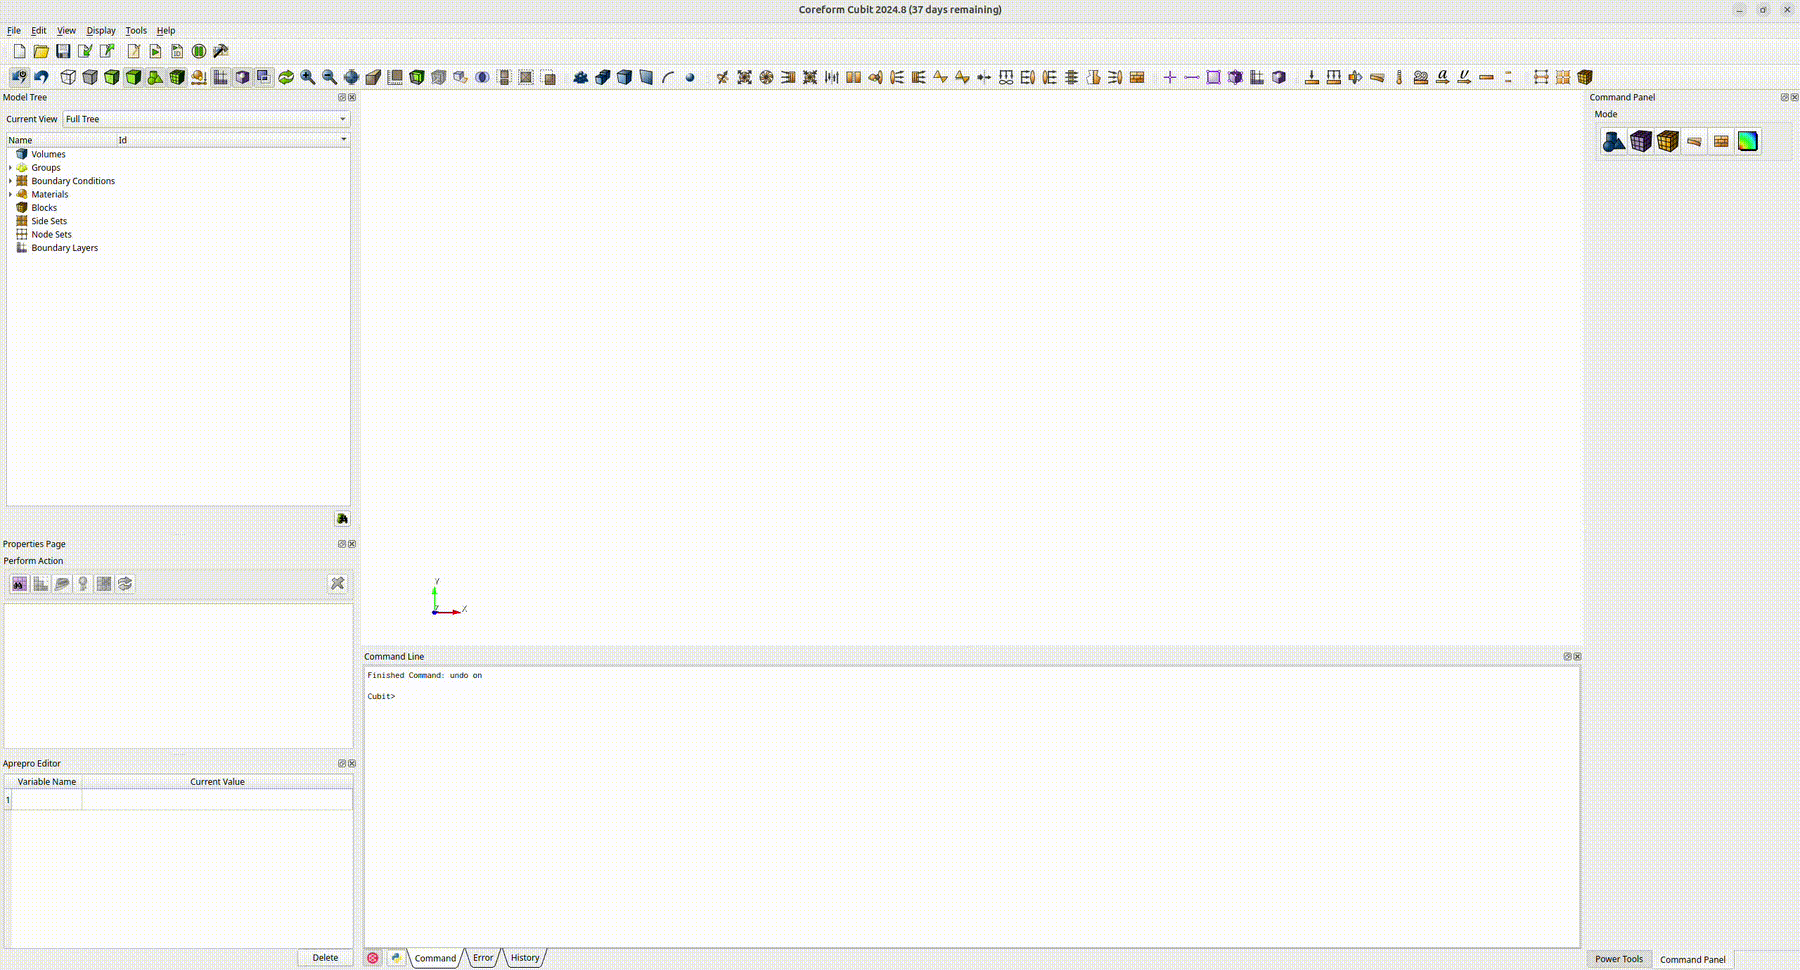 Coreform Cubit 2024.8 (37 days remaining)
File Edit View Display Tools Help
Model Tree
Current View Full Tree
Name Id
Volumes
Groups
Boundary Conditions
Materials
Blocks
Side Sets
Node Sets
Boundary Layers
Properties Page
Perform Action
Aprepro Editor
Variable Name Current Value
1
Delete
Y
Z X
Command Line
Finished Command: undo on
Cubit>
Command Error History
Command Panel
Mode
Power Tools Command Panel